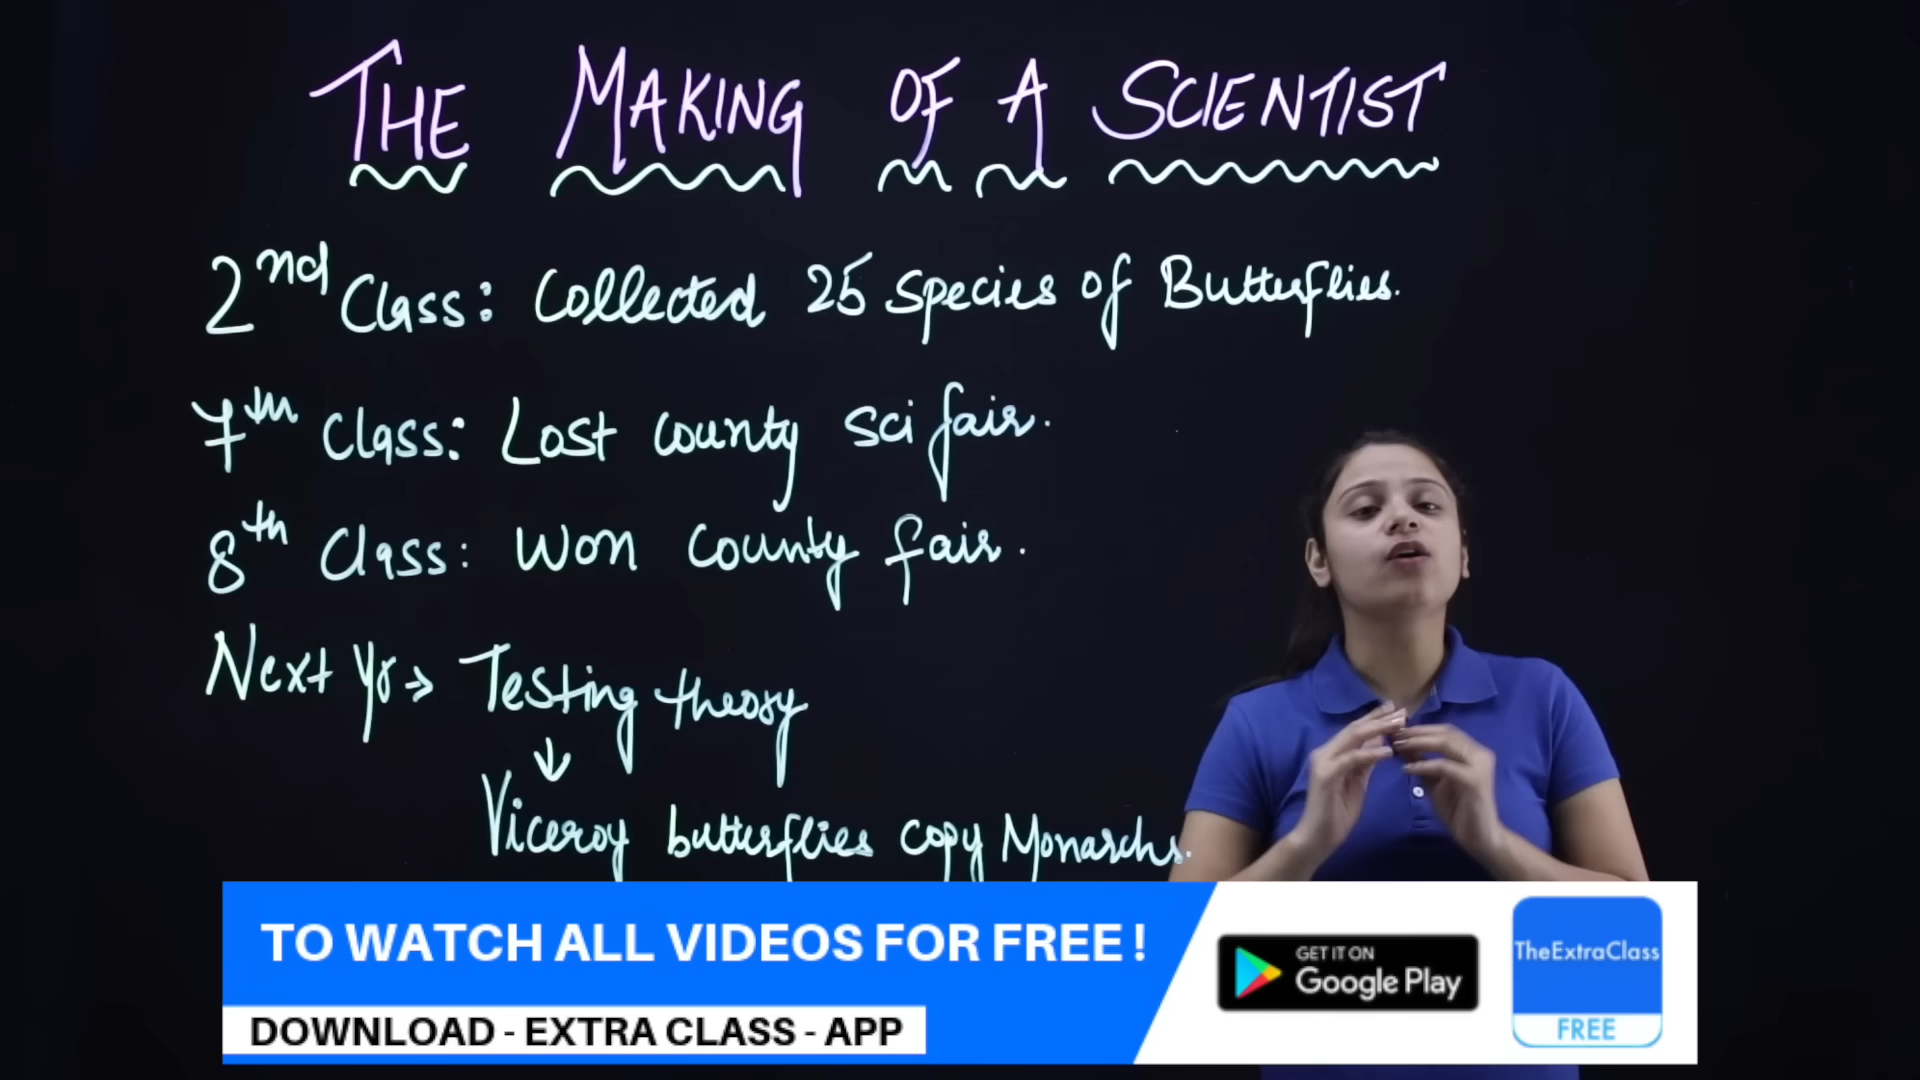 THE MAKING OF A SCIENTIST
2nd Class: Collected 25 Species of Butterflies.
7th Class: Lost county sci fair.
8th Class: Won county fair.
Next Yr → Testing theory
↓
Viceroy butterflies copy Monarchs.
TO WATCH ALL VIDEOS FOR FREE!
DOWNLOAD - EXTRA CLASS - APP
GET IT ON
Google Play
TheExtraClass
FREE